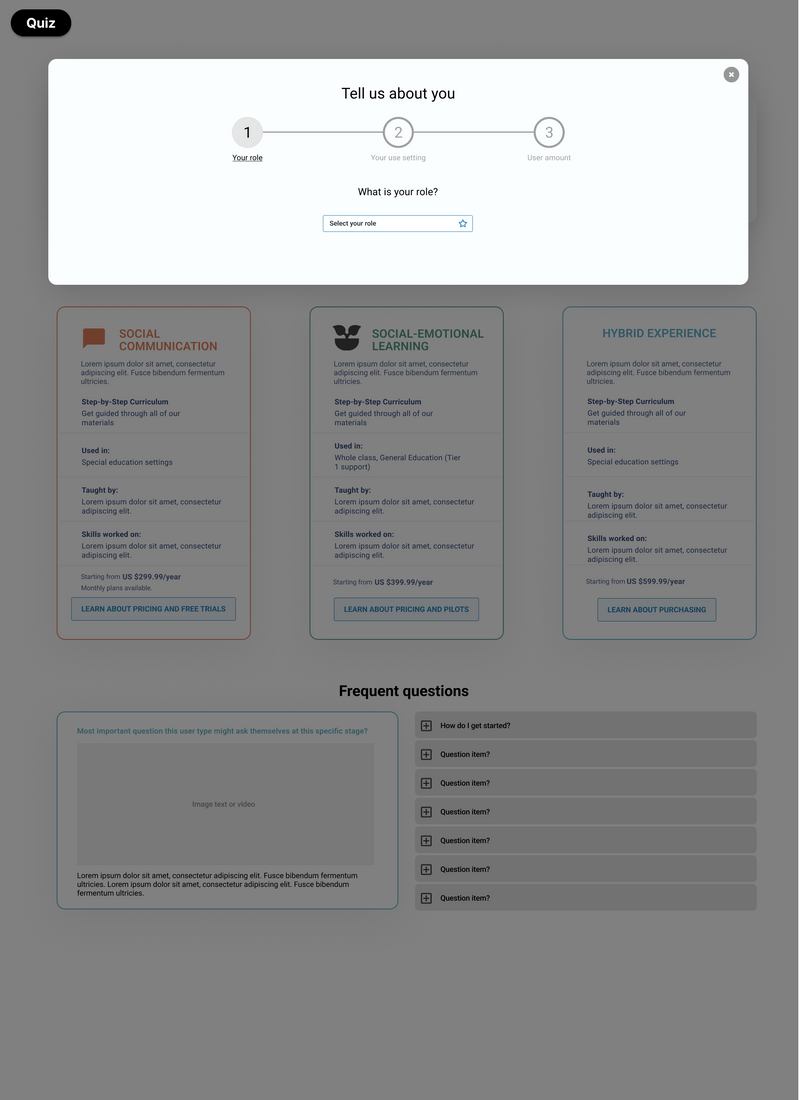 Quiz
Tell us about you
1
2
3
Your role
Your use setting
User amount
What is your role?
Select your role
SOCIAL
COMMUNICATION
Lorem ipsum dolor sit amet, consectetur
adipiscing elit. Fusce bibendum fermentum
ultricies.
Step-by-Step Curriculum
Get guided through all of our
materials
Used in:
Special education settings
Taught by:
Lorem ipsum dolor sit amet, consectetur
adipiscing elit.
Skills worked on:
Lorem ipsum dolor sit amet, consectetur
adipiscing elit.
Starting from US $299.99/year
Monthly plans available.
LEARN ABOUT PRICING AND FREE TRIALS
SOCIAL-EMOTIONAL
LEARNING
Lorem ipsum dolor sit amet, consectetur
adipiscing elit. Fusce bibendum fermentum
ultricies.
Step-by-Step Curriculum
Get guided through all of our
materials
Used in:
Whole class, General Education (Tier
1 support)
Taught by:
Lorem ipsum dolor sit amet, consectetur
adipiscing elit.
Skills worked on:
Lorem ipsum dolor sit amet, consectetur
adipiscing elit.
Starting from US $399.99/year
LEARN ABOUT PRICING AND PILOTS
HYBRID EXPERIENCE
Lorem ipsum dolor sit amet, consectetur
adipiscing elit. Fusce bibendum fermentum
ultricies.
Step-by-Step Curriculum
Get guided through all of our
materials
Used in:
Special education settings
Taught by:
Lorem ipsum dolor sit amet, consectetur
adipiscing elit.
Skills worked on:
Lorem ipsum dolor sit amet, consectetur
adipiscing elit.
Starting from US $599.99/year
LEARN ABOUT PURCHASING
Frequent questions
Most important question this user type might ask themselves at this specific stage?
Image text or video
Lorem ipsum dolor sit amet, consectetur adipiscing elit. Fusce bibendum fermentum
ultricies. Lorem ipsum dolor sit amet, consectetur adipiscing elit. Fusce bibendum
fermentum ultricies.
How do I get started?
Question item?
Question item?
Question item?
Question item?
Question item?
Question item?